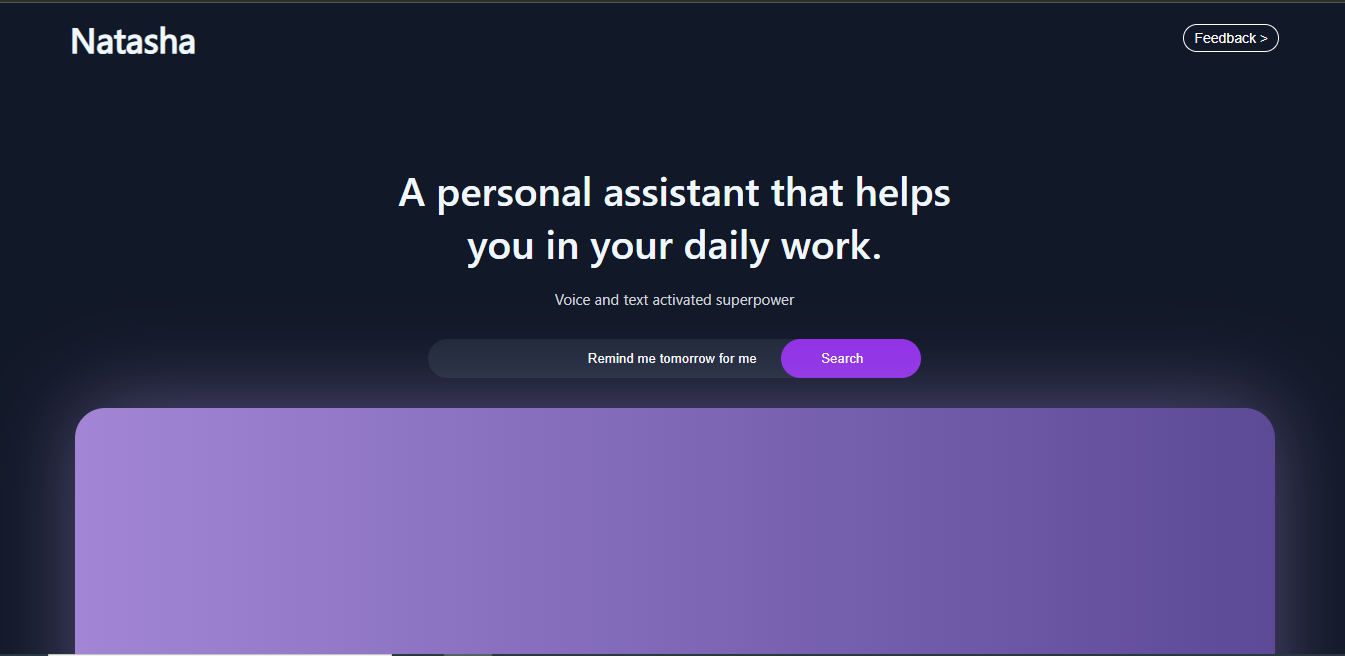 Natasha
Feedback >
A personal assistant that helps
you in your daily work.
Voice and text activated superpower
Remind me tomorrow for me
Search